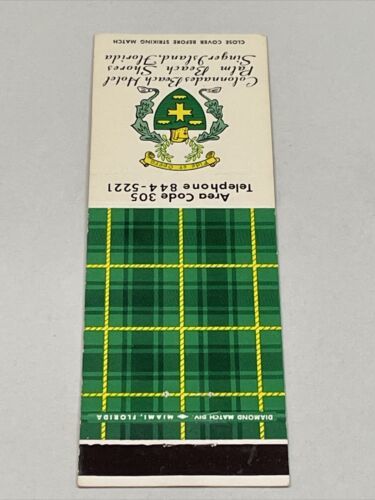 CLOSE COVER BEFORE STRIKING MATCH
Colonnades Beach Hotel
Palm Beach Shores
Singer Island, Florida
Area Code 305
Telephone 844-5221
DIAMOND MATCH DIV. MIAMI, FLORIDA